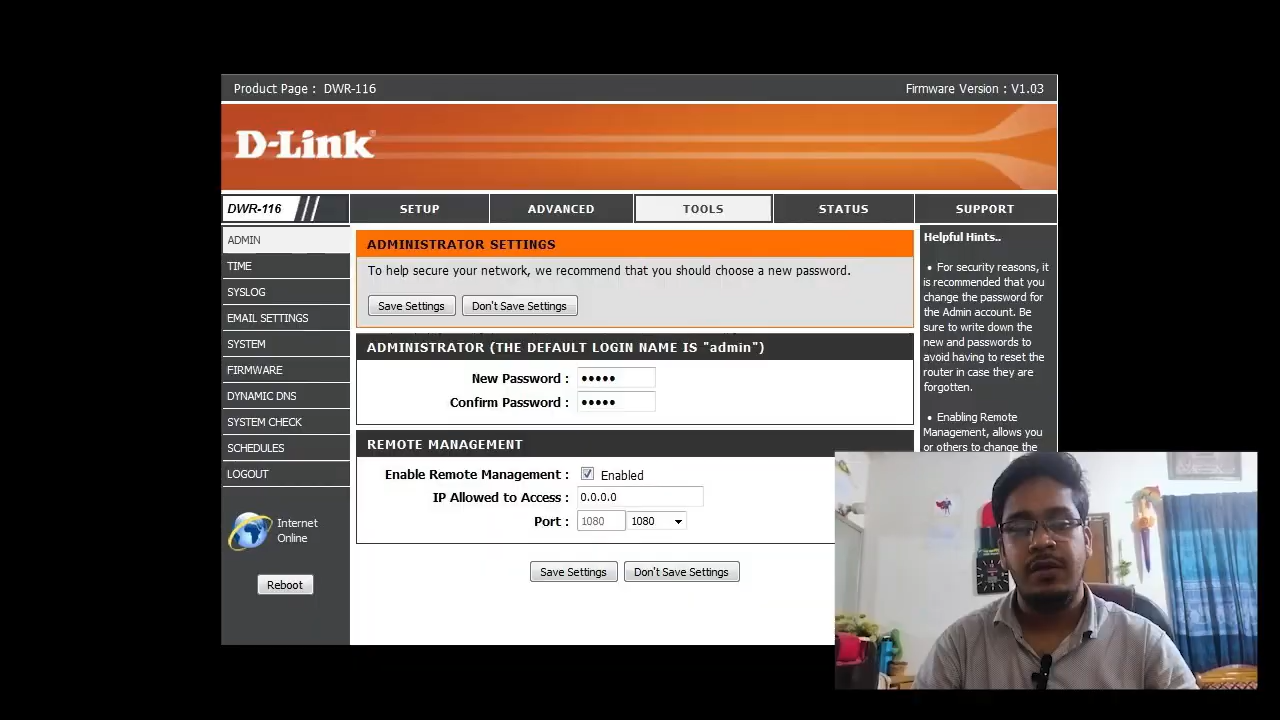 Product Page : DWR-116
Firmware Version : V1.03
D-Link®
DWR-116
SETUP
ADVANCED
TOOLS
STATUS
SUPPORT
ADMIN
TIME
SYSLOG
EMAIL SETTINGS
SYSTEM
FIRMWARE
DYNAMIC DNS
SYSTEM CHECK
SCHEDULES
LOGOUT
Internet
Online
Reboot
ADMINISTRATOR SETTINGS
To help secure your network, we recommend that you should choose a new password.
Save Settings Don't Save Settings
ADMINISTRATOR (THE DEFAULT LOGIN NAME IS "admin")
New Password : •••••
Confirm Password : •••••
REMOTE MANAGEMENT
Enable Remote Management : Enabled
IP Allowed to Access : 0.0.0.0
Port : 1080 1080
Save Settings Don't Save Settings
Helpful Hints..
• For security reasons, it
is recommended that you
change the password for
the Admin account. Be
sure to write down the
new and passwords to
avoid having to reset the
router in case they are
forgotten.
• Enabling Remote
Management, allows you
or others to change the